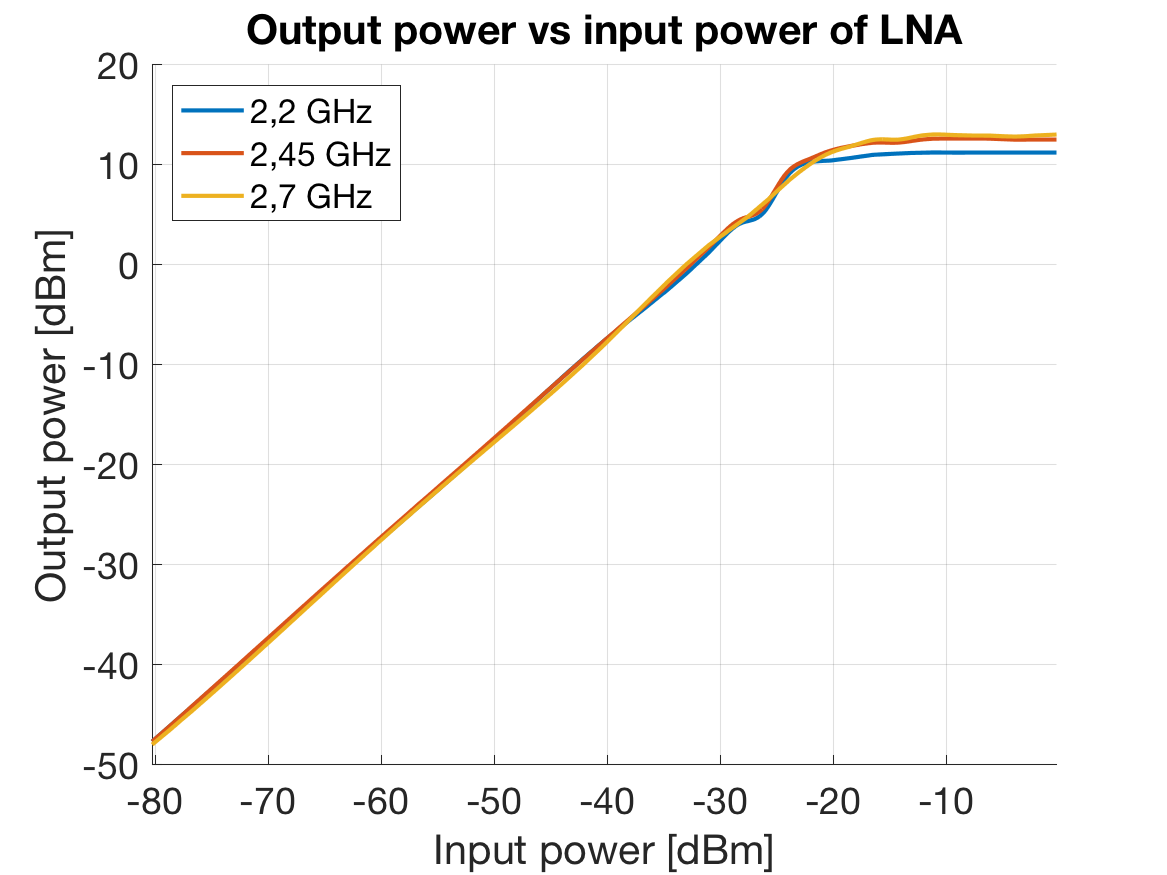 Output power vs input power of LNA
20
10
0
-10
-20
-30
-40
-50
2,2 GHz
2,45 GHz
2,7 GHz
Output power [dBm]
-80 -70 -60 -50 -40 -30 -20 -10
Input power [dBm]